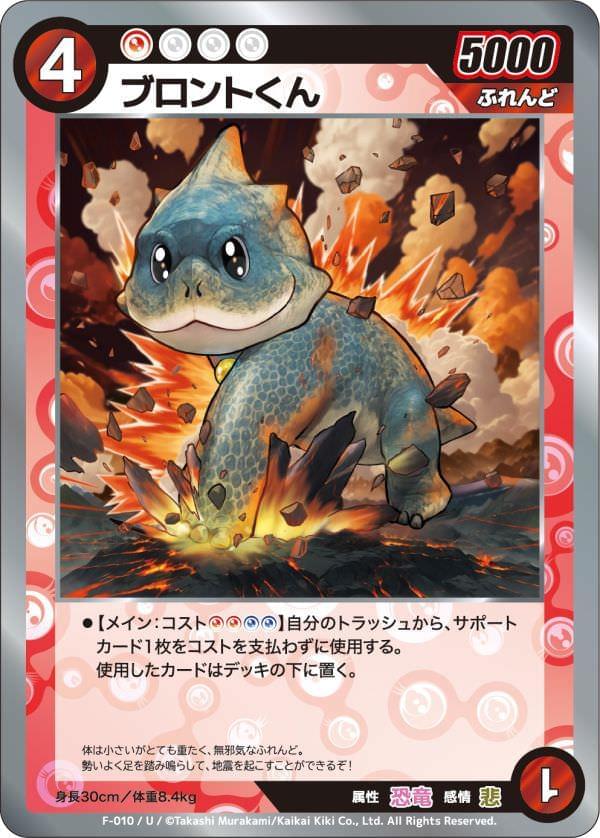 4
5000
ブロントくん
ふれんど
●【メイン：コスト】自分のトラッシュから、サポート
カード1枚をコストを支払わずに使用する。
使用したカードはデッキの下に置く。
体は小さいがとても重たく、無邪気なふれんど。
勢いよく足を踏み鳴らして、地震を起こすことができるぞ！
身長30cm／体重8.4kg
属性 恐竜 感情 悲
1
F-010 / U / ©Takashi Murakami/Kaikai Kiki Co., Ltd. All Rights Reserved.